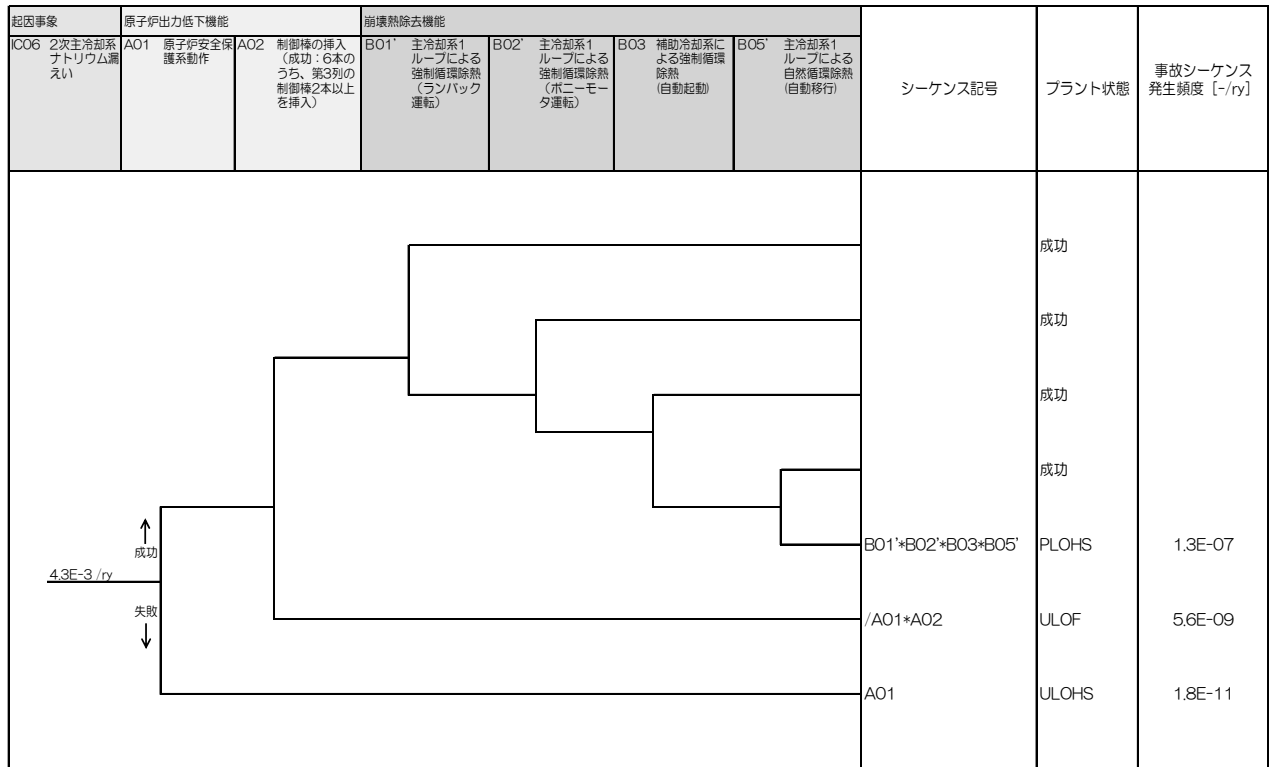 起因事象
原子炉出力低下機能
崩壊熱除去機能
IC06 2次主冷却系
ナトリウム漏
えい
A01 原子炉安全保
護系動作
A02 制御棒の挿入
（成功：6本の
うち、第3列の
制御棒2本以上
を挿入）
B01' 主冷却系1
ループによる
強制循環除熱
（ランバック
運転）
B02' 主冷却系1
ループによる
強制循環除熱
（ポニーモー
タ運転）
B03 補助冷却系に
よる強制循環
除熱
(自動起動)
B05' 主冷却系1
ループによる
自然循環除熱
(自動移行)
シーケンス記号
プラント状態
事故シーケンス
発生頻度 [-/ry]
成功
成功
成功
成功
B01'*B02'*B03*B05' PLOHS 1.3E-07
成功
4.3E-3 /ry
失敗
/A01*A02 ULOF 5.6E-09
A01 ULOHS 1.8E-11